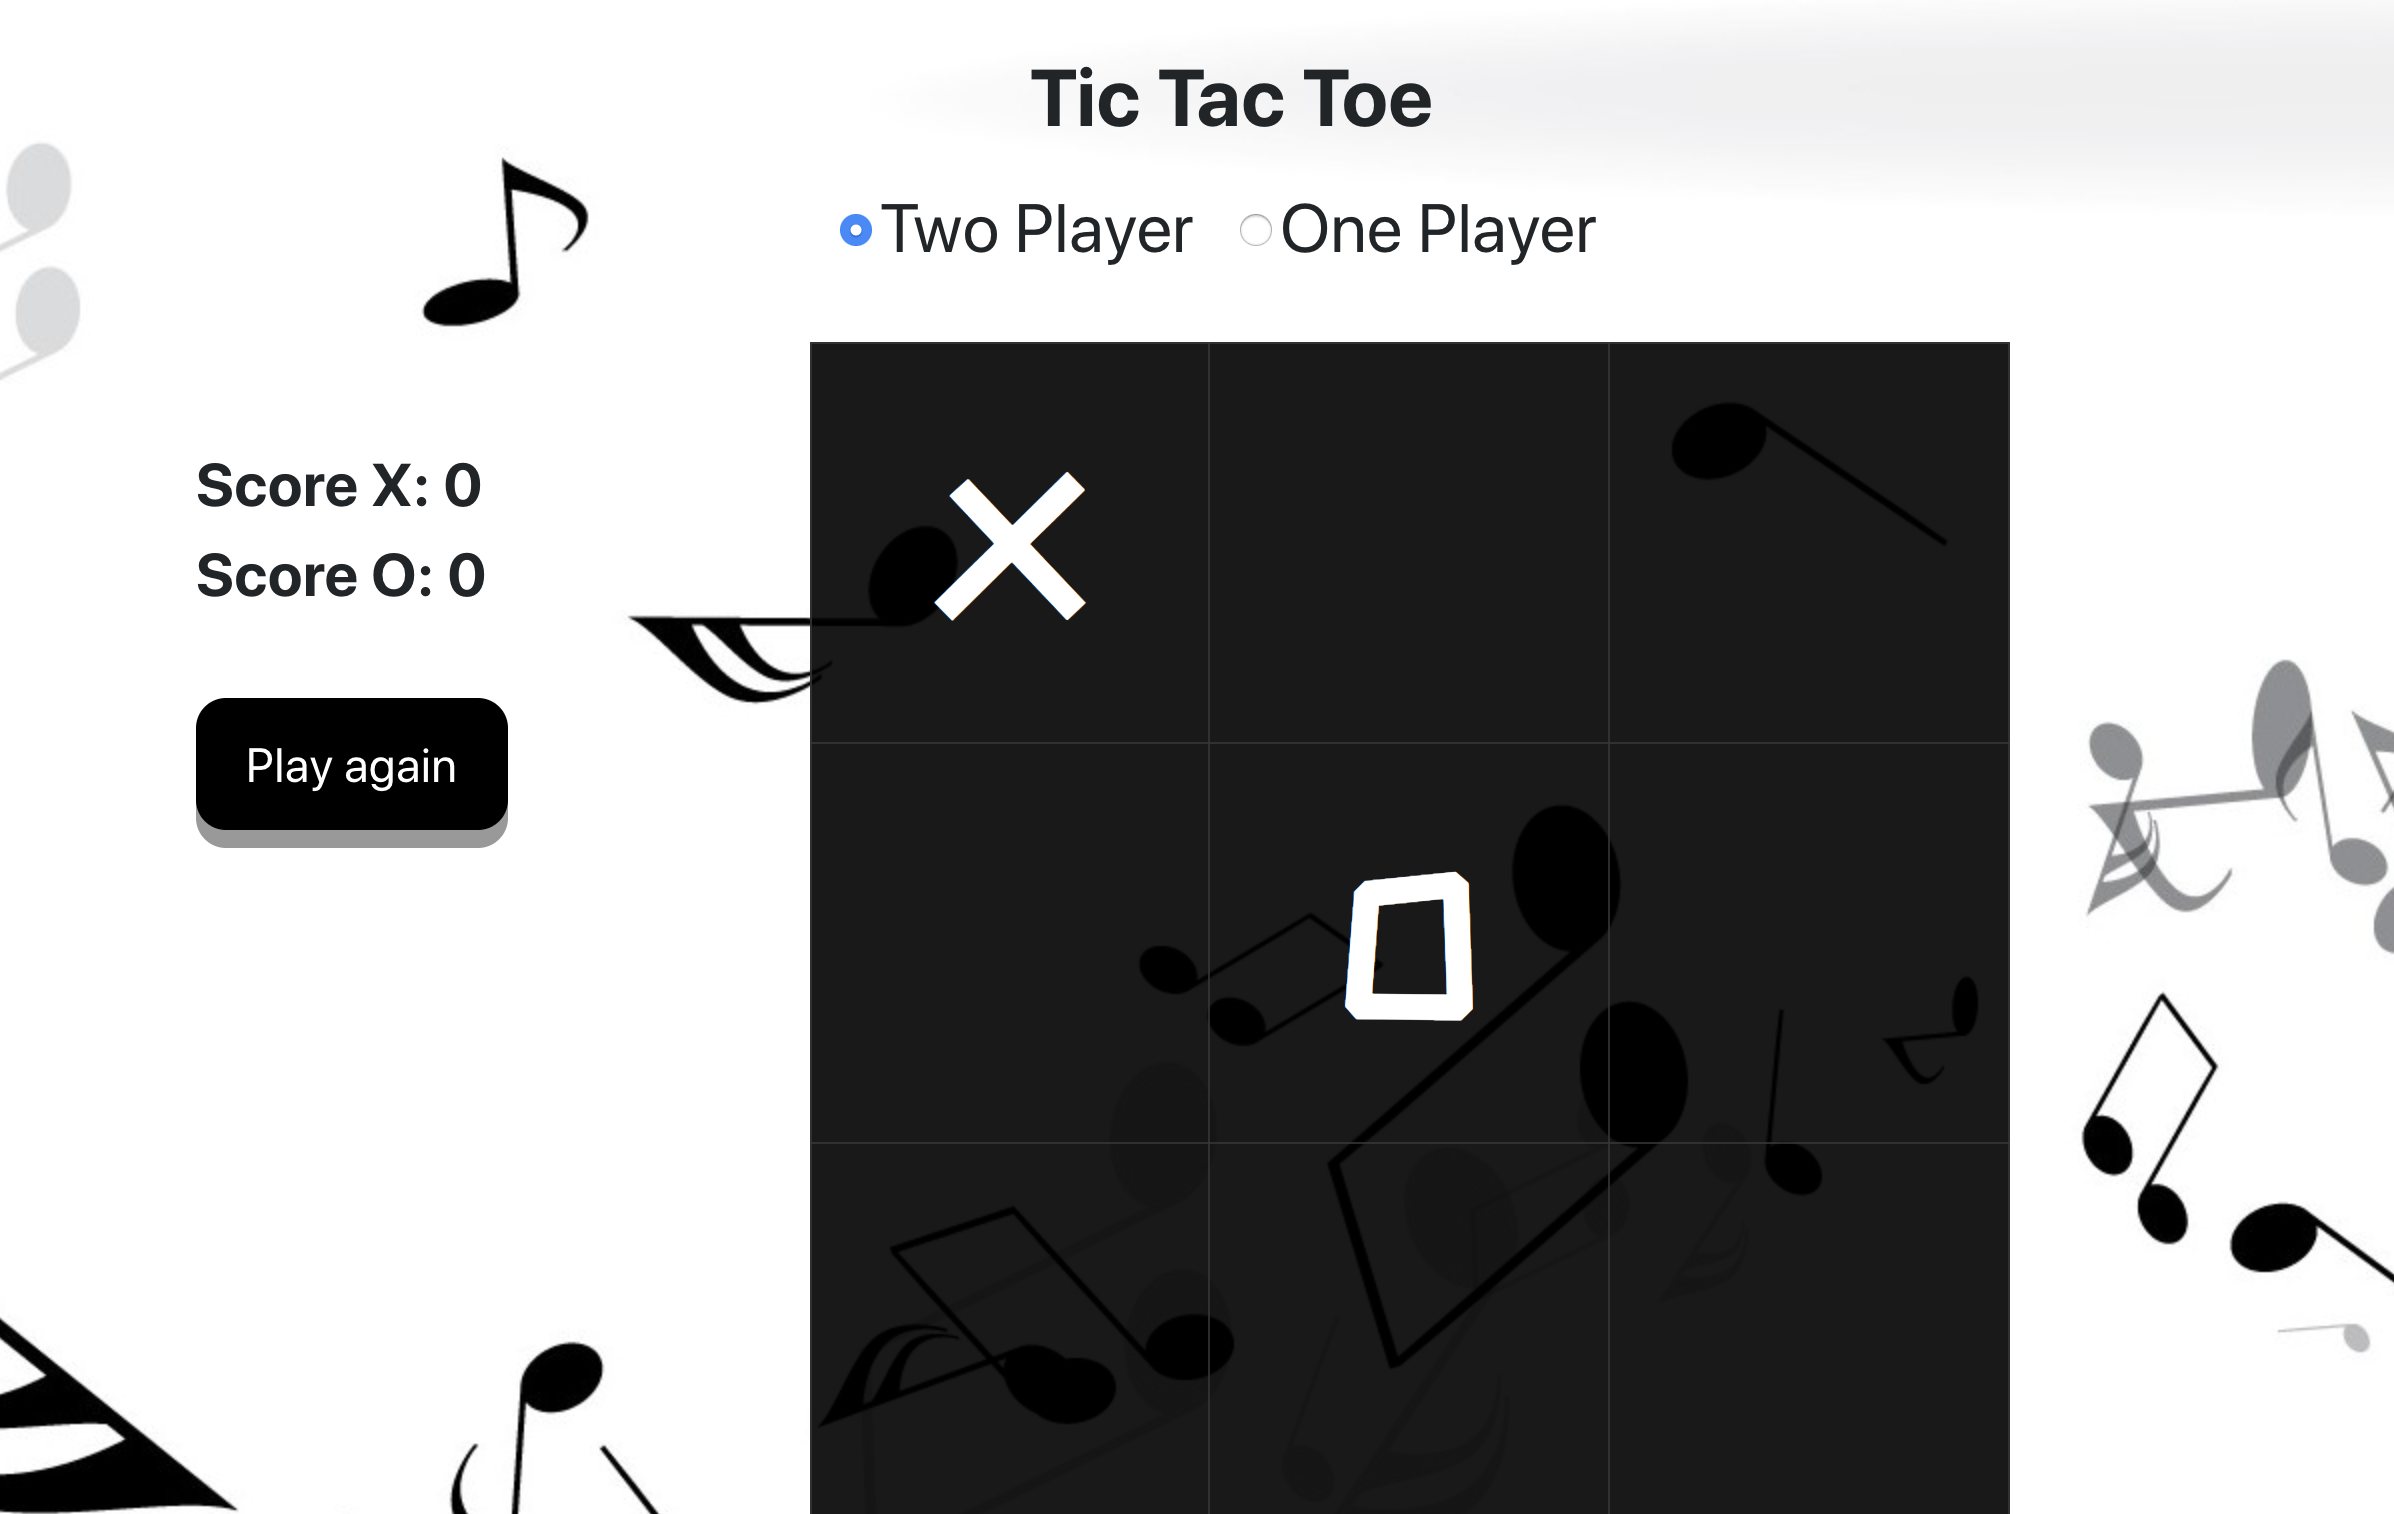 Tic Tac Toe
Two Player One Player
Score X: 0
Score O: 0
Play again
X
O